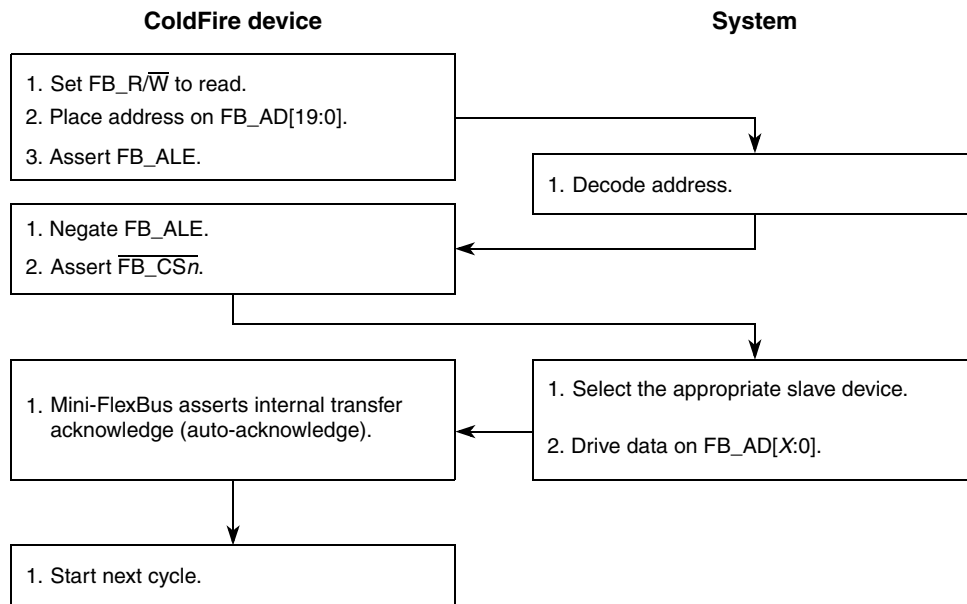 ColdFire device
System
1. Set FB_R/W̅ to read.
2. Place address on FB_AD[19:0].
3. Assert FB_ALE.
1. Decode address.
1. Negate FB_ALE.
2. Assert F̅B̅_̅C̅S̅n̅.
1. Select the appropriate slave device.
2. Drive data on FB_AD[X:0].
1. Mini-FlexBus asserts internal transfer
acknowledge (auto-acknowledge).
1. Start next cycle.